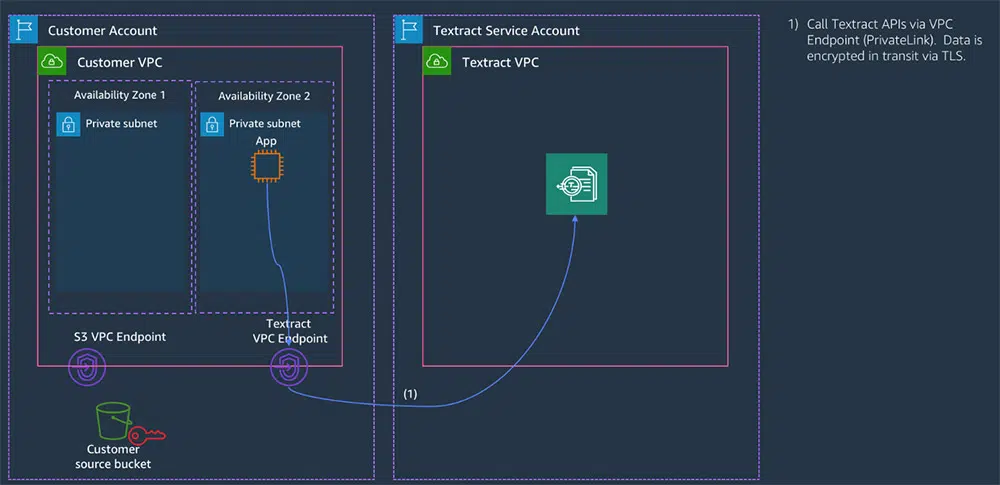 Customer Account
Customer VPC
Availability Zone 1
Private subnet
Availability Zone 2
Private subnet
App
S3 VPC Endpoint
Textract
VPC Endpoint
Customer
source bucket
(1)
Textract Service Account
Textract VPC
1) Call Textract APIs via VPC
Endpoint (PrivateLink). Data is
encrypted in transit via TLS.